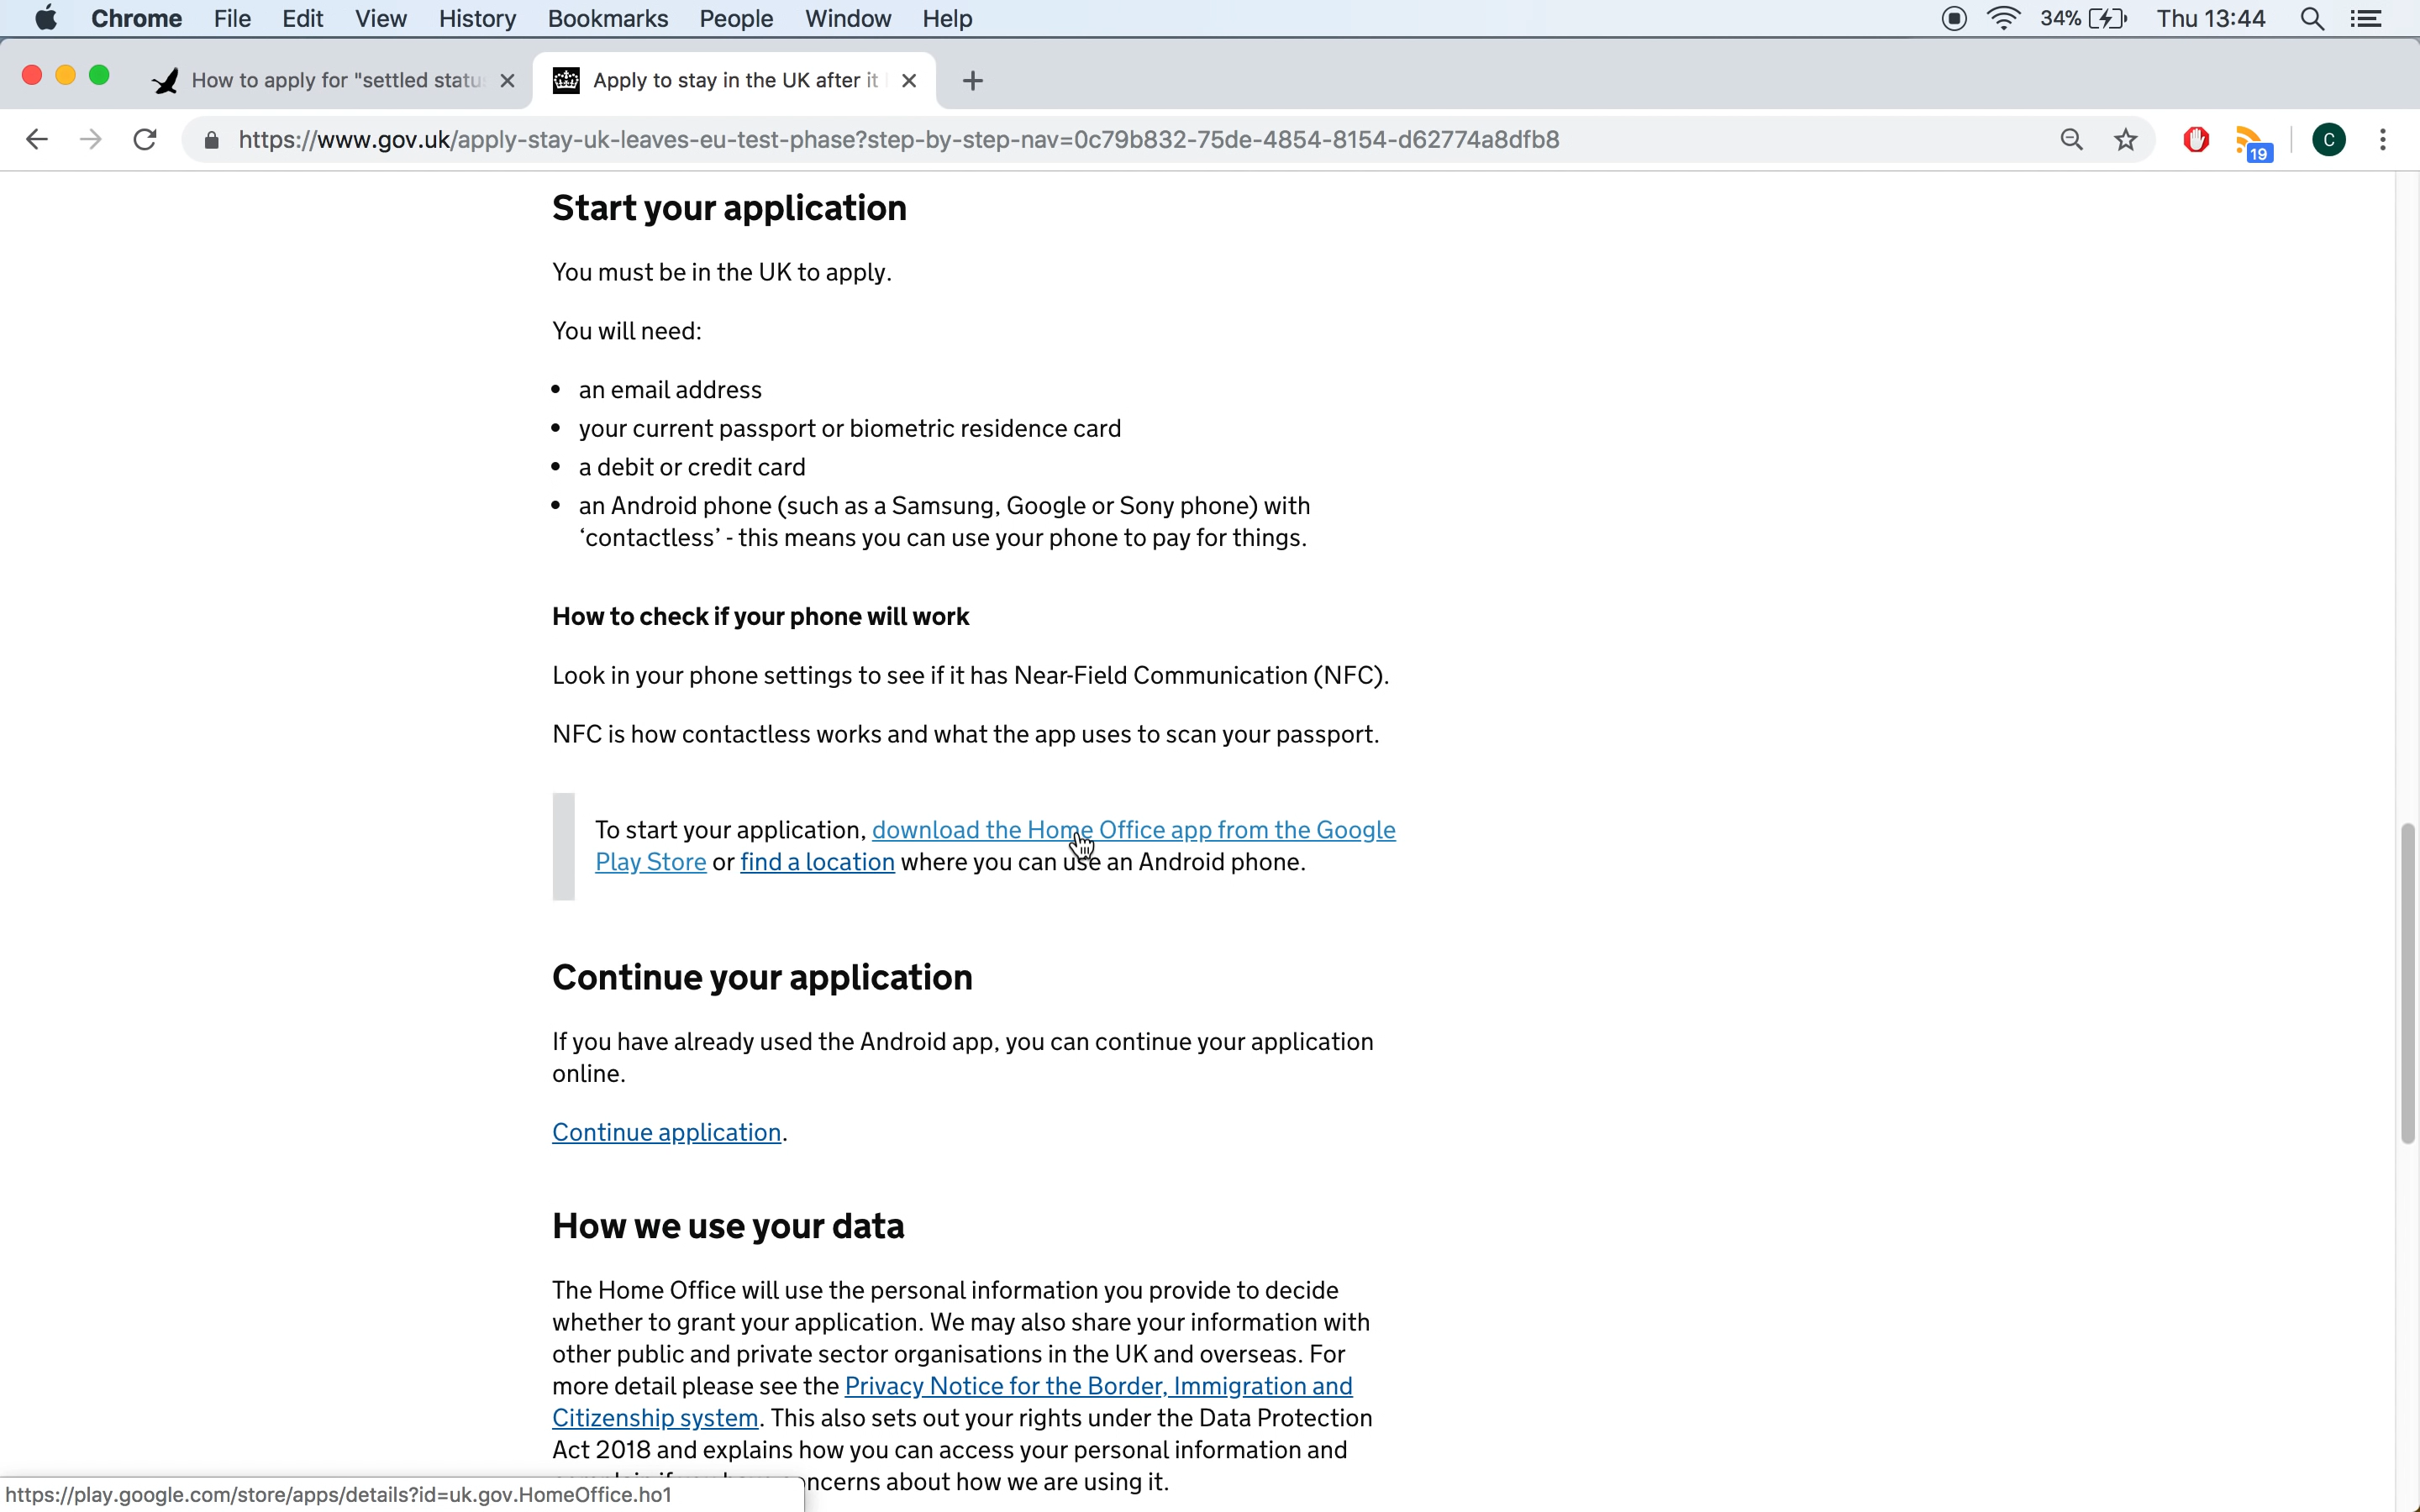 Chrome File Edit View History Bookmarks People Window Help 34% Thu 13:44
How to apply for "settled statu Apply to stay in the UK after it
https://www.gov.uk/apply-stay-uk-leaves-eu-test-phase?step-by-step-nav=0c79b832-75de-4854-8154-d62774a8dfb8 19 C
Start your application
You must be in the UK to apply.
You will need:
• an email address
• your current passport or biometric residence card
• a debit or credit card
• an Android phone (such as a Samsung, Google or Sony phone) with
‘contactless’ - this means you can use your phone to pay for things.
How to check if your phone will work
Look in your phone settings to see if it has Near-Field Communication (NFC).
NFC is how contactless works and what the app uses to scan your passport.
To start your application, download the Home Office app from the Google
Play Store or find a location where you can use an Android phone.
Continue your application
If you have already used the Android app, you can continue your application
online.
Continue application.
How we use your data
The Home Office will use the personal information you provide to decide
whether to grant your application. We may also share your information with
other public and private sector organisations in the UK and overseas. For
more detail please see the Privacy Notice for the Border, Immigration and
Citizenship system. This also sets out your rights under the Data Protection
Act 2018 and explains how you can access your personal information and
ncerns about how we are using it.
https://play.google.com/store/apps/details?id=uk.gov.HomeOffice.ho1